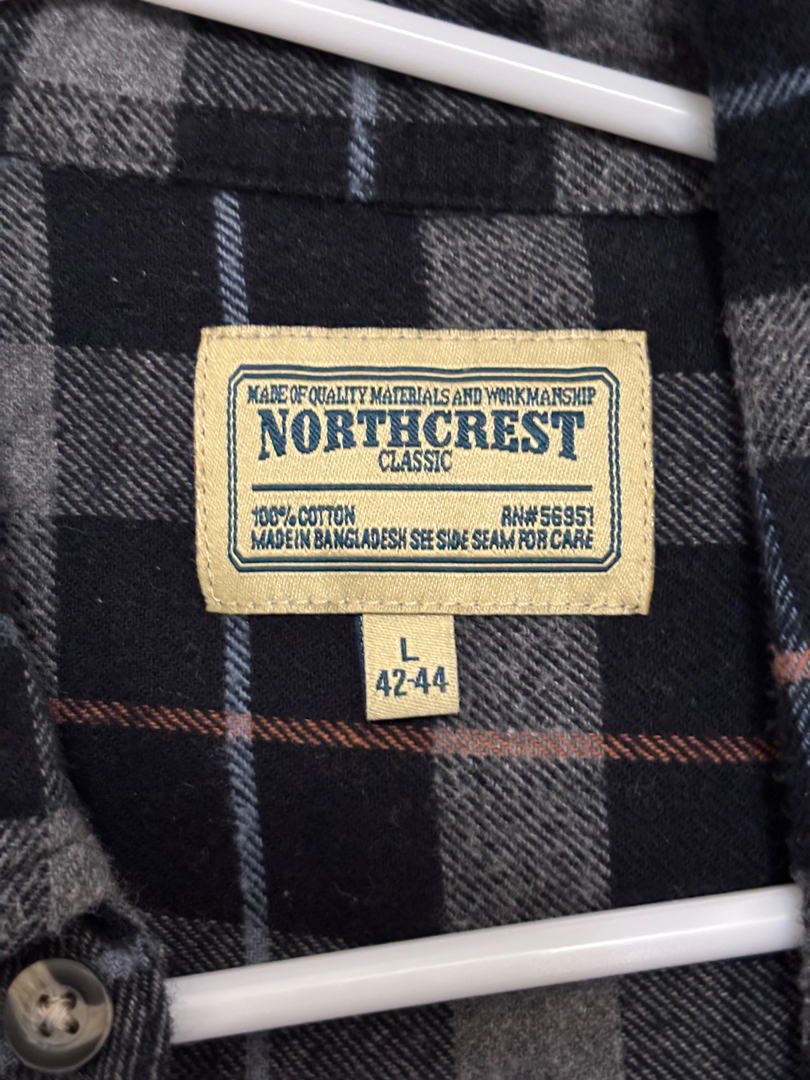 MADE OF QUALITY MATERIALS AND WORKMANSHIP
NORTHCREST
CLASSIC
100% COTTON RN# 56951
MADE IN BANGLADESH SEE SIDE SEAM FOR CARE
L
42-44